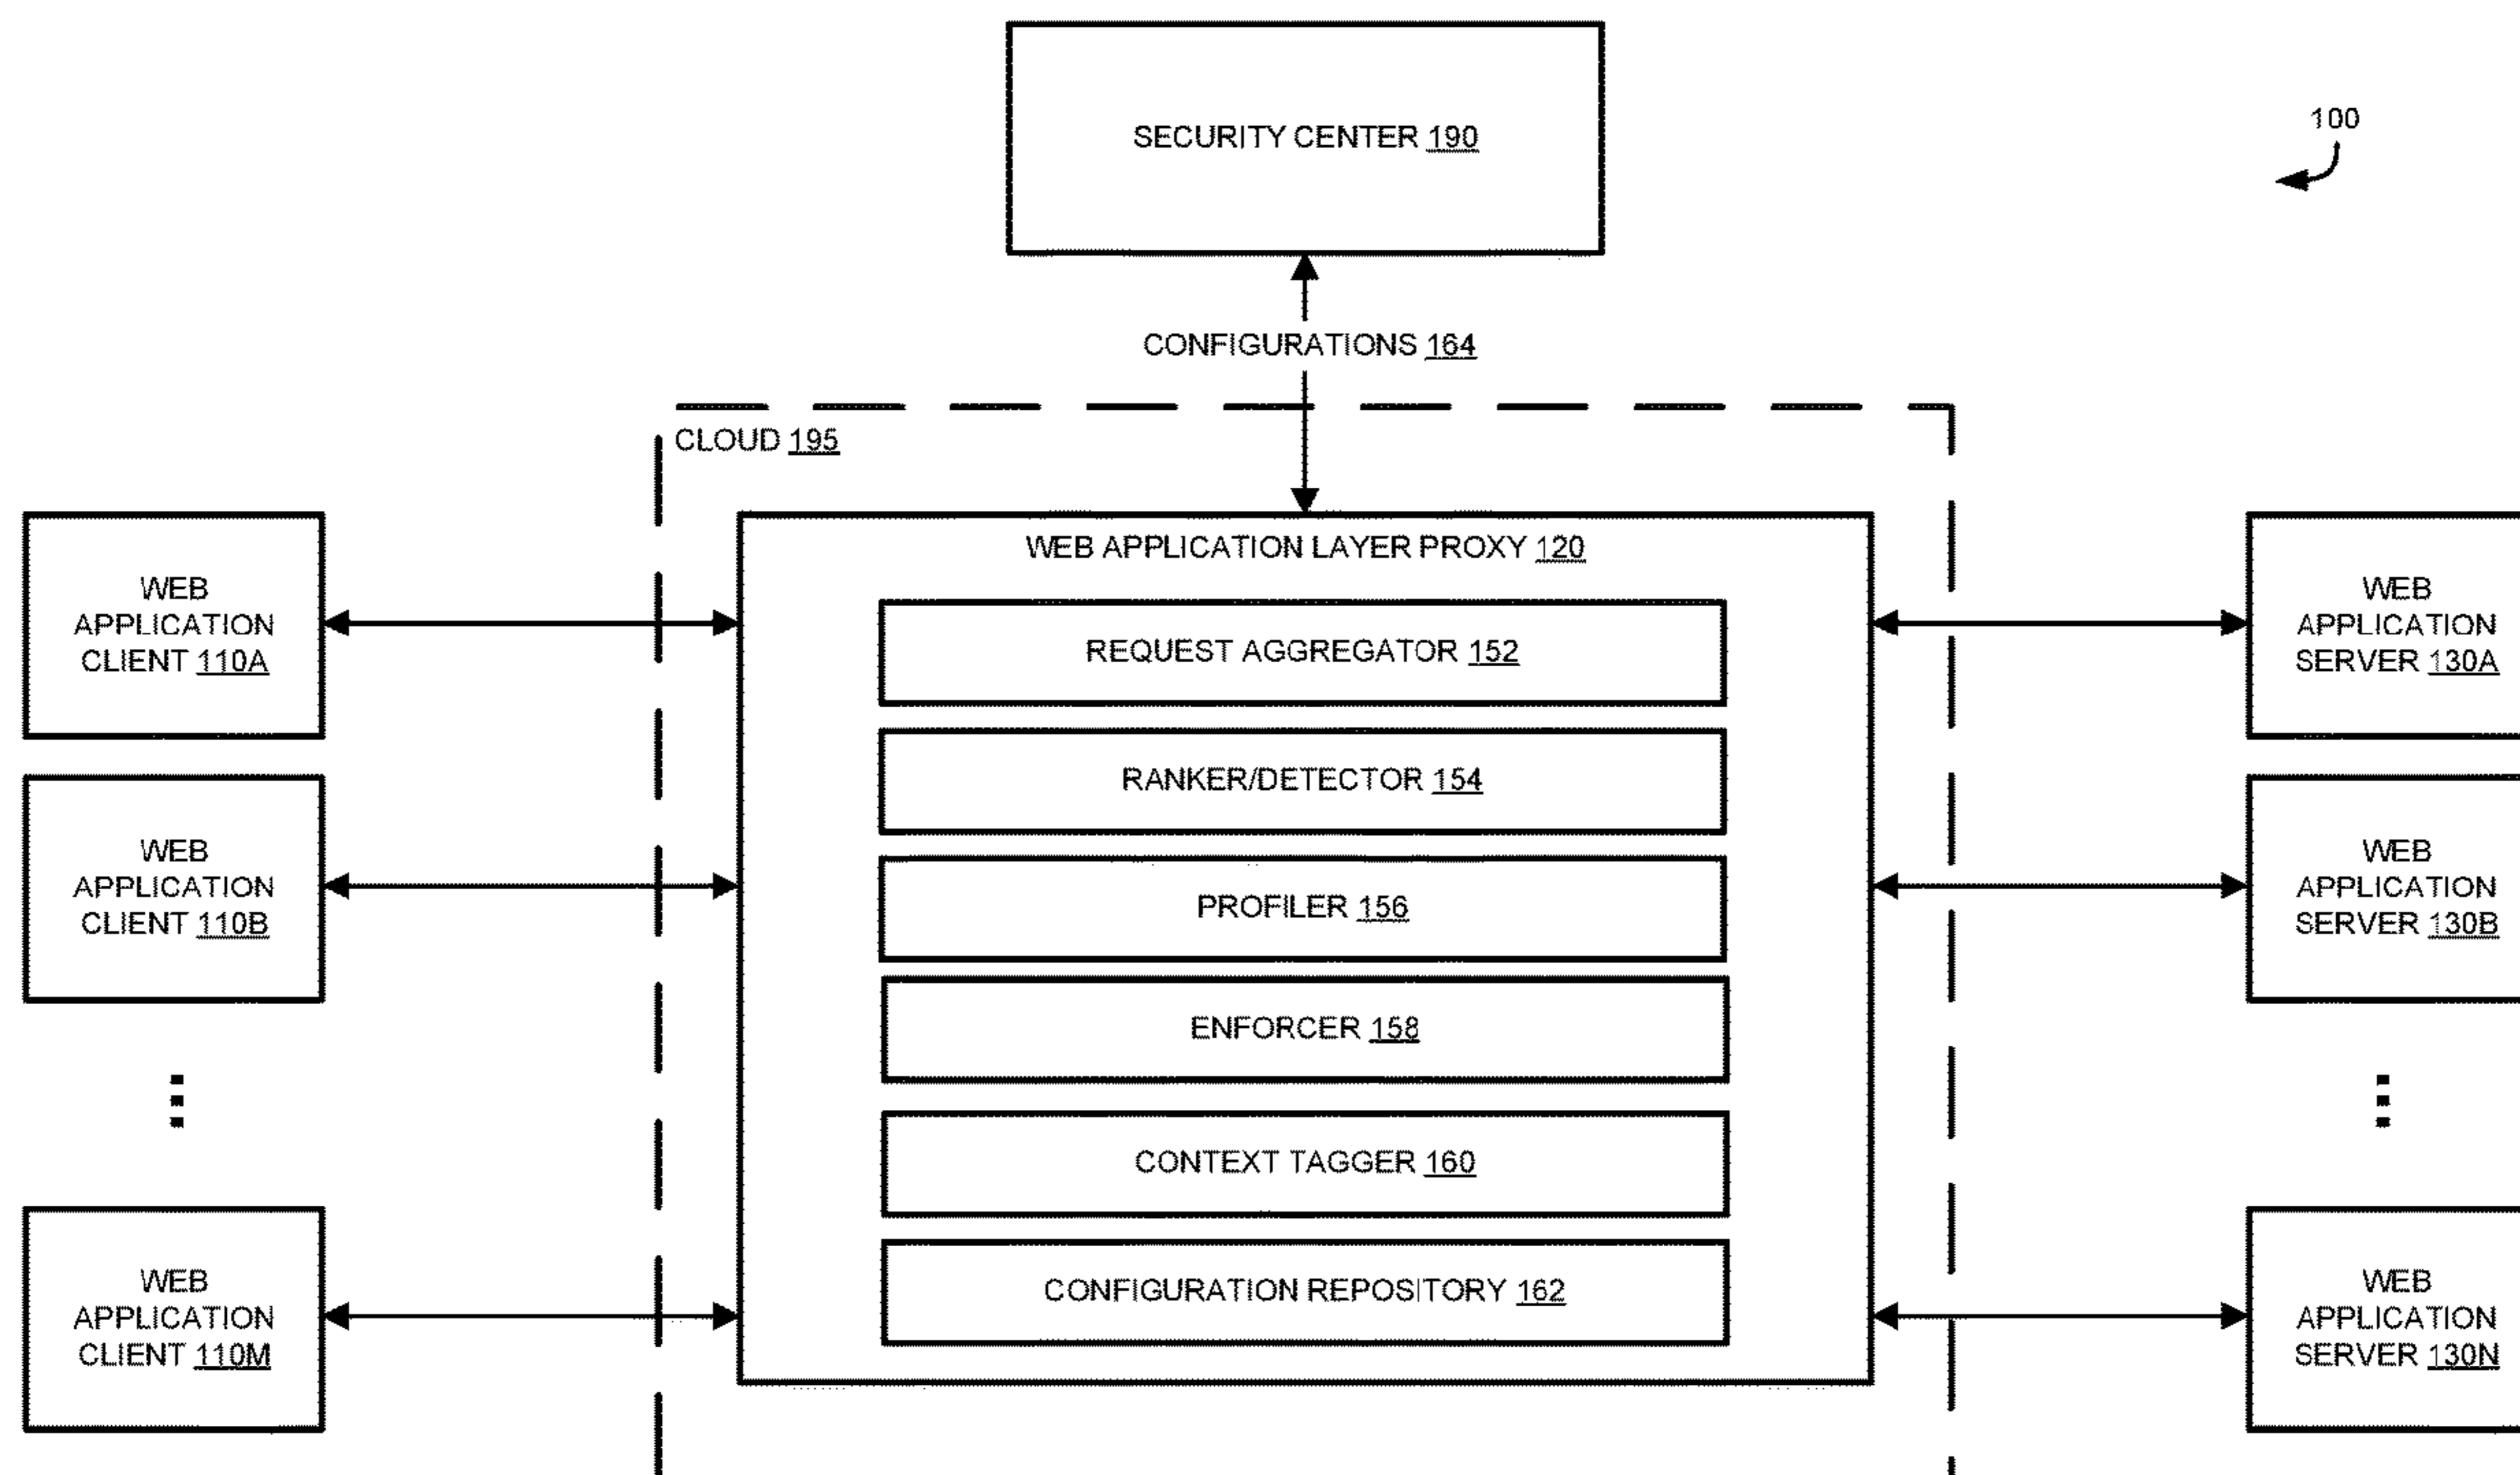 SECURITY CENTER 190
100
CONFIGURATIONS 164
CLOUD 195
WEB APPLICATION LAYER PROXY 120
WEB
APPLICATION
CLIENT 110A
WEB
APPLICATION
CLIENT 110B
WEB
APPLICATION
CLIENT 110M
REQUEST AGGREGATOR 152
RANKER/DETECTOR 154
PROFILER 156
ENFORCER 158
CONTEXT TAGGER 160
CONFIGURATION REPOSITORY 162
WEB
APPLICATION
SERVER 130A
WEB
APPLICATION
SERVER 130B
WEB
APPLICATION
SERVER 130N